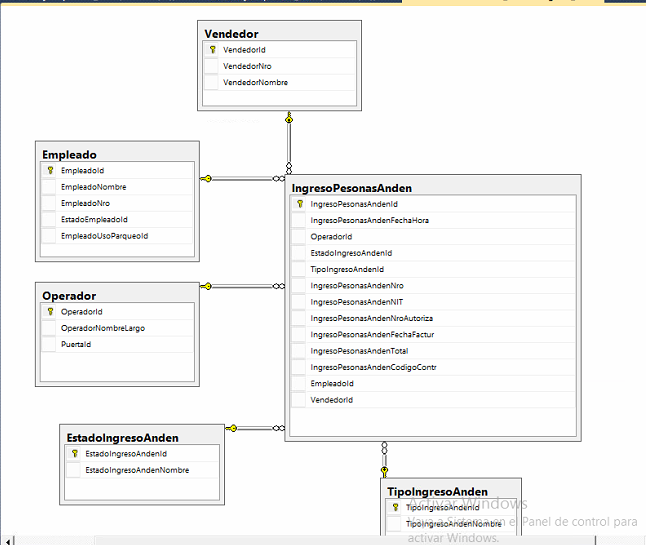 Vendedor
VendedorId
VendedorNro
VendedorNombre
Empleado
EmpleadoId
EmpleadoNombre
EmpleadoNro
EstadoEmpleadoId
EmpleadoUsoParqueoId
IngresoPesonasAnden
IngresoPesonasAndenId
IngresoPesonasAndenFechaHora
OperadorId
EstadoIngresoAndenId
TipoIngresoAndenId
IngresoPesonasAndenNro
IngresoPesonasAndenNIT
IngresoPesonasAndenNroAutoriza
IngresoPesonasAndenFechaFactur
IngresoPesonasAndenTotal
IngresoPesonasAndenCodigoContr
EmpleadoId
VendedorId
Operador
OperadorId
OperadorNombreLargo
PuertaId
EstadoIngresoAnden
EstadoIngresoAndenId
EstadoIngresoAndenNombre
TipoIngresoAnden
TipoIngresoAndenId
TipoIngresoAndenNombre
Activar Windows
Vaya a Sistema en el Panel de control para
activar Windows.